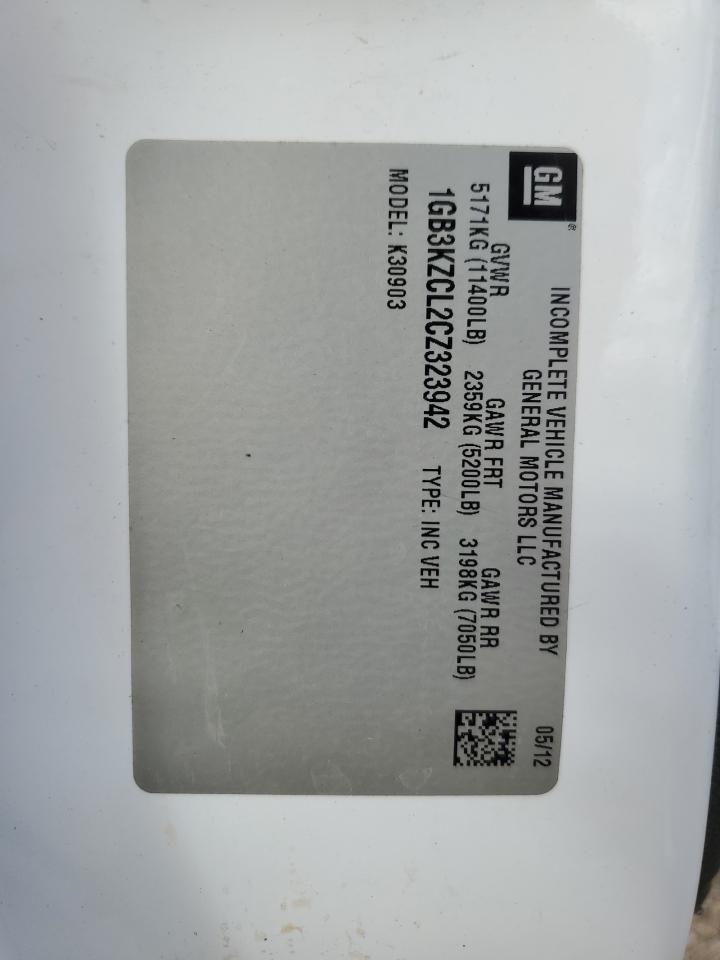 GM®
INCOMPLETE VEHICLE MANUFACTURED BY
GENERAL MOTORS LLC
05/12
GVWR GAWR FRT GAWR RR
5171KG (11400LB) 2359KG (5200LB) 3198KG (7050LB)
1GB3KZCL2CZ323942 TYPE: INC VEH
MODEL: K30903